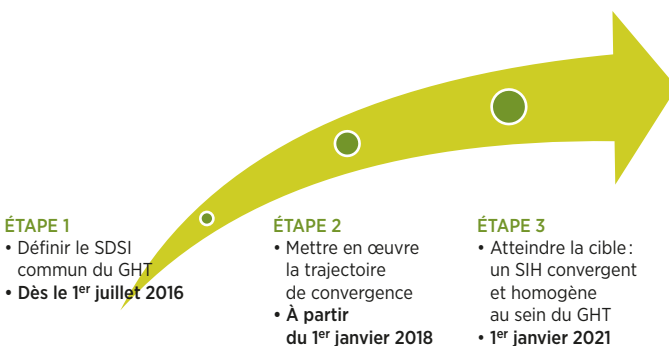 ÉTAPE 1
• Définir le SDSI
commun du GHT
• Dès le 1er juillet 2016
ÉTAPE 2
• Mettre en œuvre
la trajectoire
de convergence
• À partir
du 1er janvier 2018
ÉTAPE 3
• Atteindre la cible :
un SIH convergent
et homogène
au sein du GHT
• 1er janvier 2021